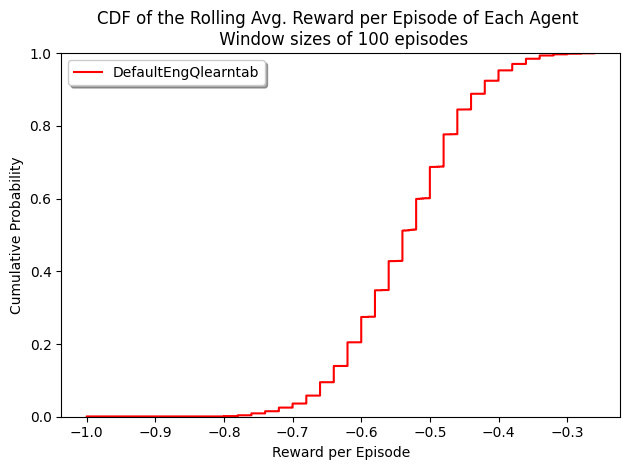 CDF of the Rolling Avg. Reward per Episode of Each Agent
Window sizes of 100 episodes
DefaultEngQlearntab
1.0
0.8
0.6
0.4
0.2
0.0
Cumulative Probability
−1.0 −0.9 −0.8 −0.7 −0.6 −0.5 −0.4 −0.3
Reward per Episode